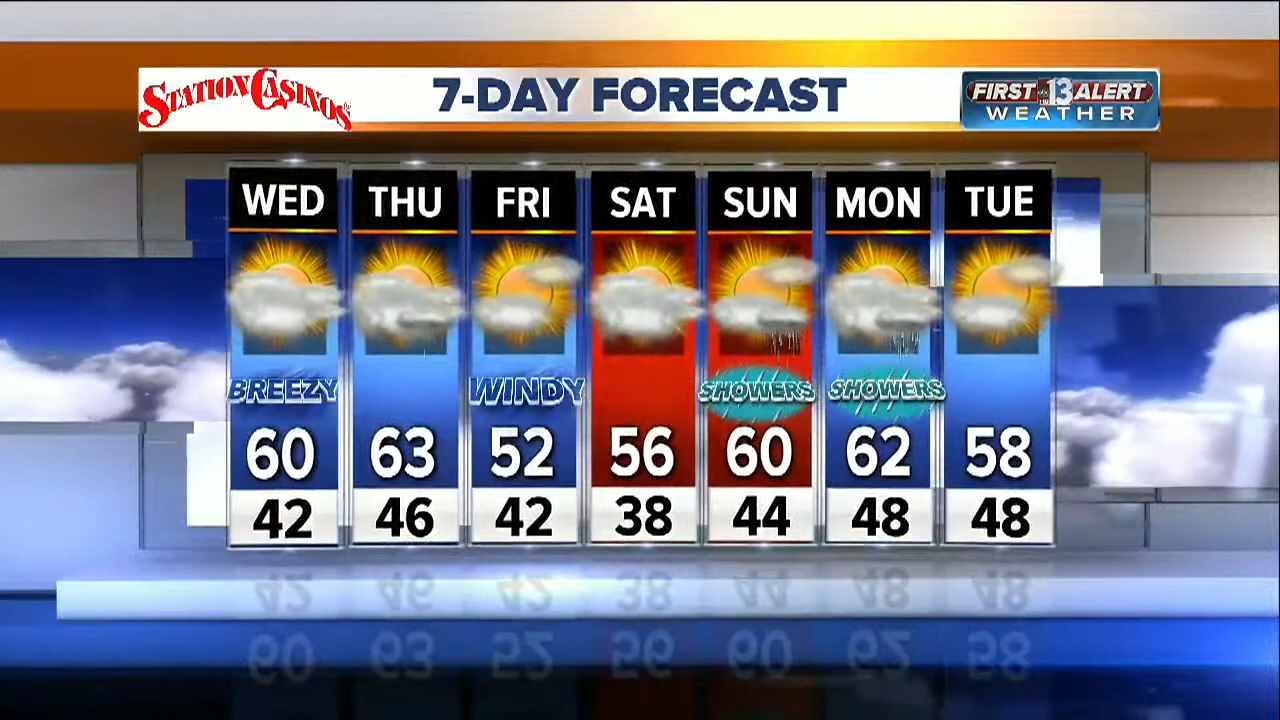 STATION CASINOS
7-DAY FORECAST
FIRST 13 ALERT
WEATHER
WED THU FRI SAT SUN MON TUE
BREEZY WINDY SHOWERS SHOWERS
60 63 52 56 60 62 58
42 46 42 38 44 48 48